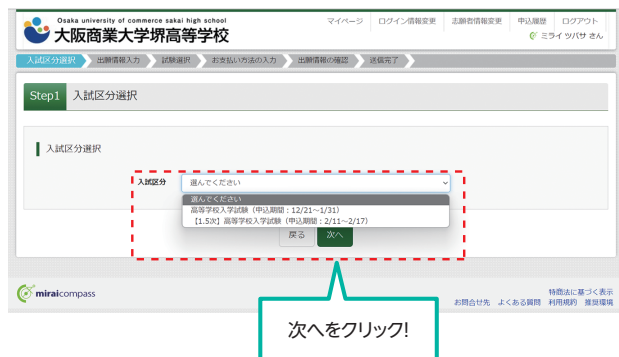 Osaka university of commerce sakai high school
大阪商業大学堺高等学校
マイページ ログイン情報変更 志願者情報変更 申込履歴 ログアウト
ミライ ツバサ さん
入試区分選択 出願情報入力 試験選択 お支払い方法の入力 出願情報の確認 送信完了
Step1 入試区分選択
入試区分選択
入試区分 選んでください
選んでください
高等学校入学試験（申込期間：12/21～1/31）
【1.5次】高等学校入学試験（申込期間：2/11～2/17）
戻る 次へ
miraicompass
特商法に基づく表示
お問合せ先 よくある質問 利用規約 推奨環境
次へをクリック!